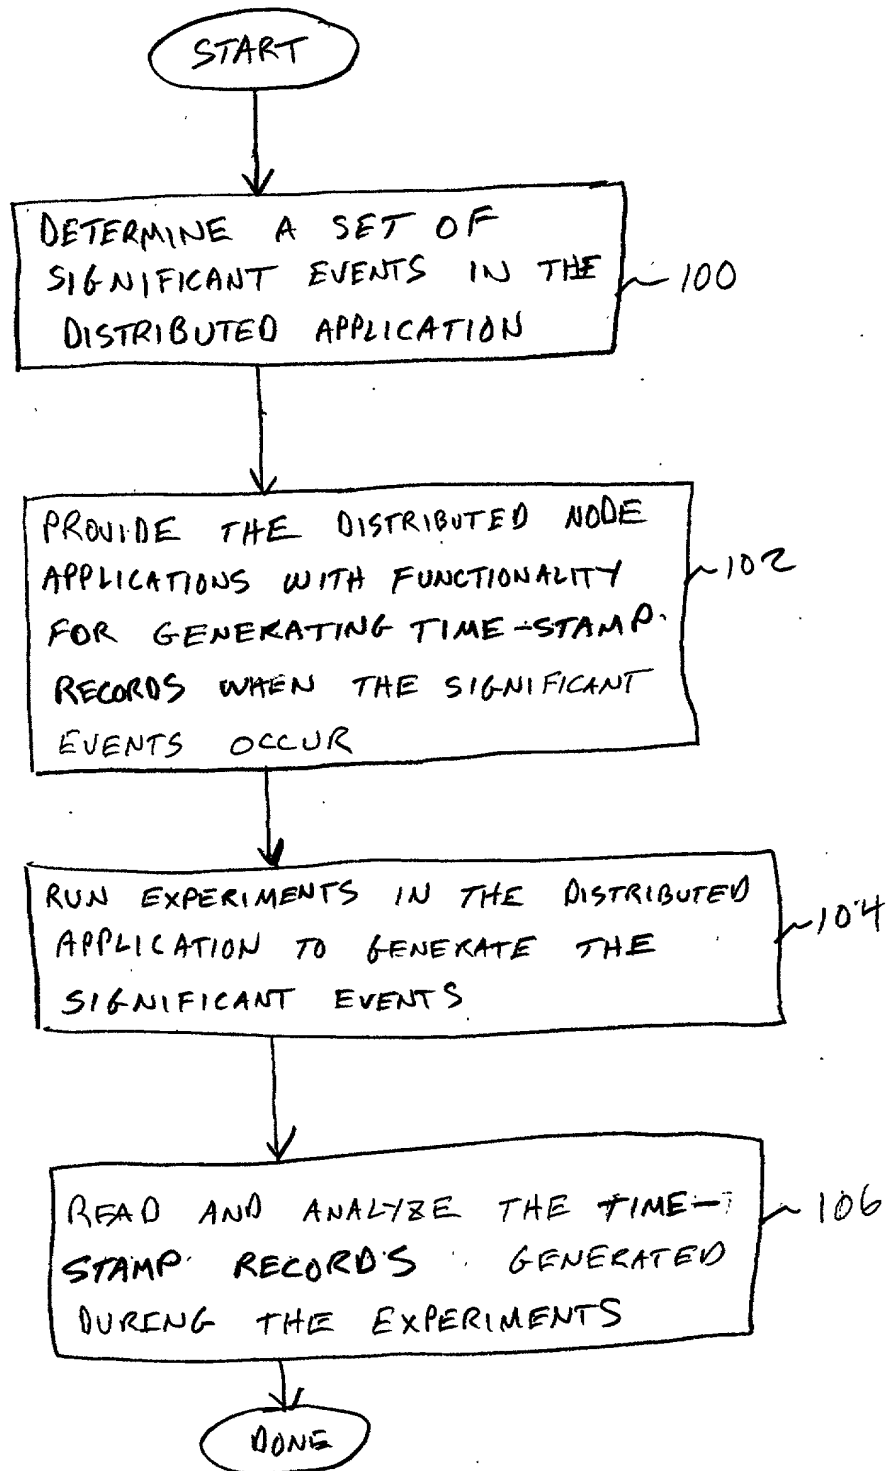 START
DETERMINE A SET OF
SIGNIFICANT EVENTS IN THE
DISTRIBUTED APPLICATION
100
PROVIDE THE DISTRIBUTED NODE
APPLICATIONS WITH FUNCTIONALITY
FOR GENERATING TIME-STAMP
RECORDS WHEN THE SIGNIFICANT
EVENTS OCCUR
102
RUN EXPERIMENTS IN THE DISTRIBUTED
APPLICATION TO GENERATE THE
SIGNIFICANT EVENTS
104
READ AND ANALYZE THE TIME-
STAMP RECORDS GENERATED
DURING THE EXPERIMENTS
106
DONE